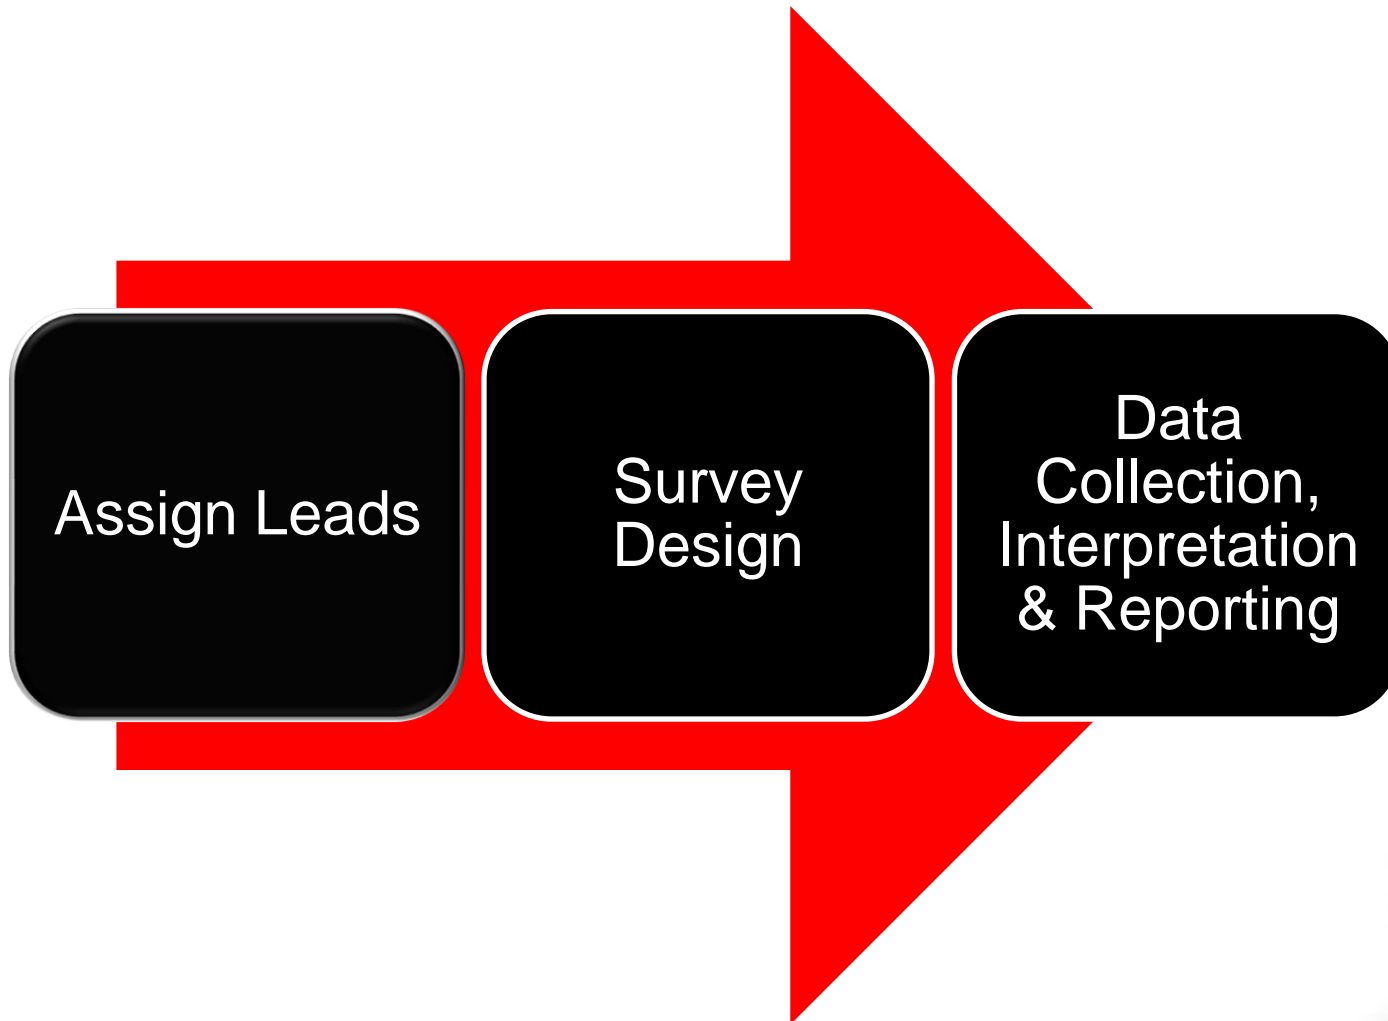 Assign Leads
Survey
Design
Data
Collection,
Interpretation
& Reporting